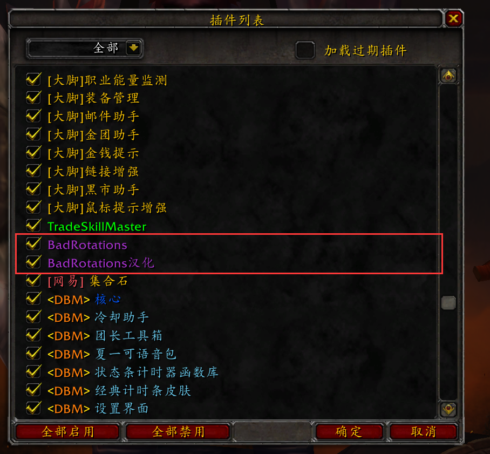 插件列表
全部
加载过期插件
[大脚]职业能量监测
[大脚]装备管理
[大脚]邮件助手
[大脚]金团助手
[大脚]金钱提示
[大脚]链接增强
[大脚]黑市助手
[大脚]鼠标提示增强
TradeSkillMaster
BadRotations
BadRotations汉化
[网易] 集合石
<DBM> 核心
<DBM> 冷却助手
<DBM> 团长工具箱
<DBM> 夏一可语音包
<DBM> 状态条计时器函数库
<DBM> 经典计时条皮肤
<DBM> 设置界面
全部启用 全部禁用 确定 取消